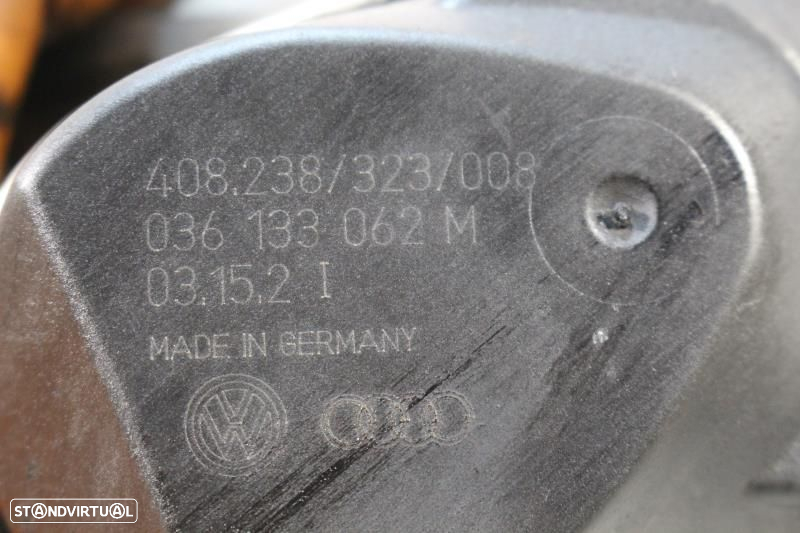 408.238/323/008
036 133 062 M
03.15.2 I
MADE IN GERMANY
STANDVIRTUAL